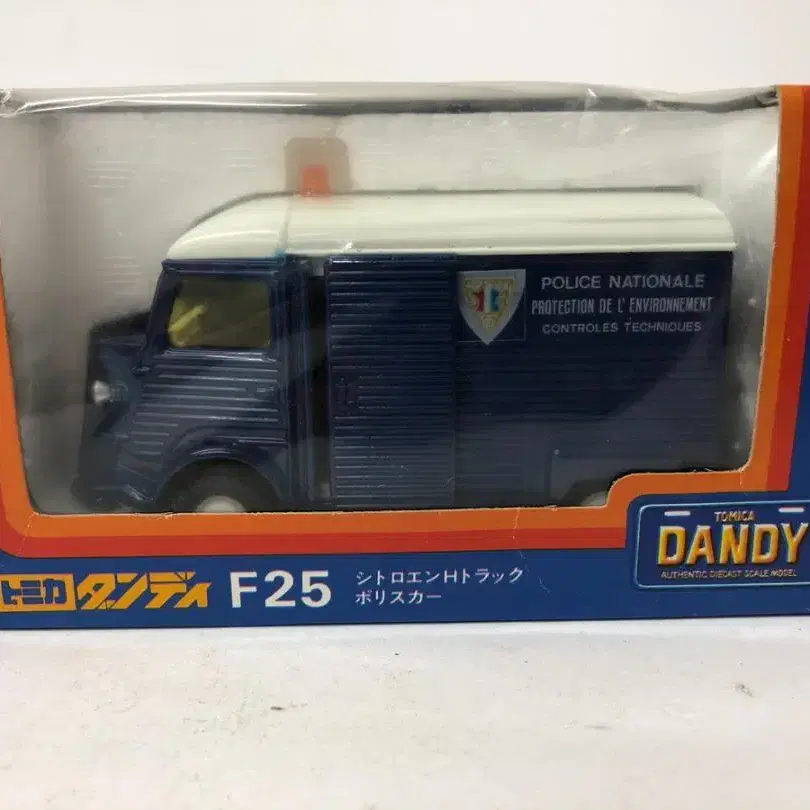 POLICE NATIONALE
PROTECTION DE L'ENVIRONNEMENT
CONTROLES TECHNIQUES
TOMICA
DANDY
AUTHENTIC DIECAST SCALE MODEL
トミカ ダンディ F25
シトロエンHトラック
ポリスカー